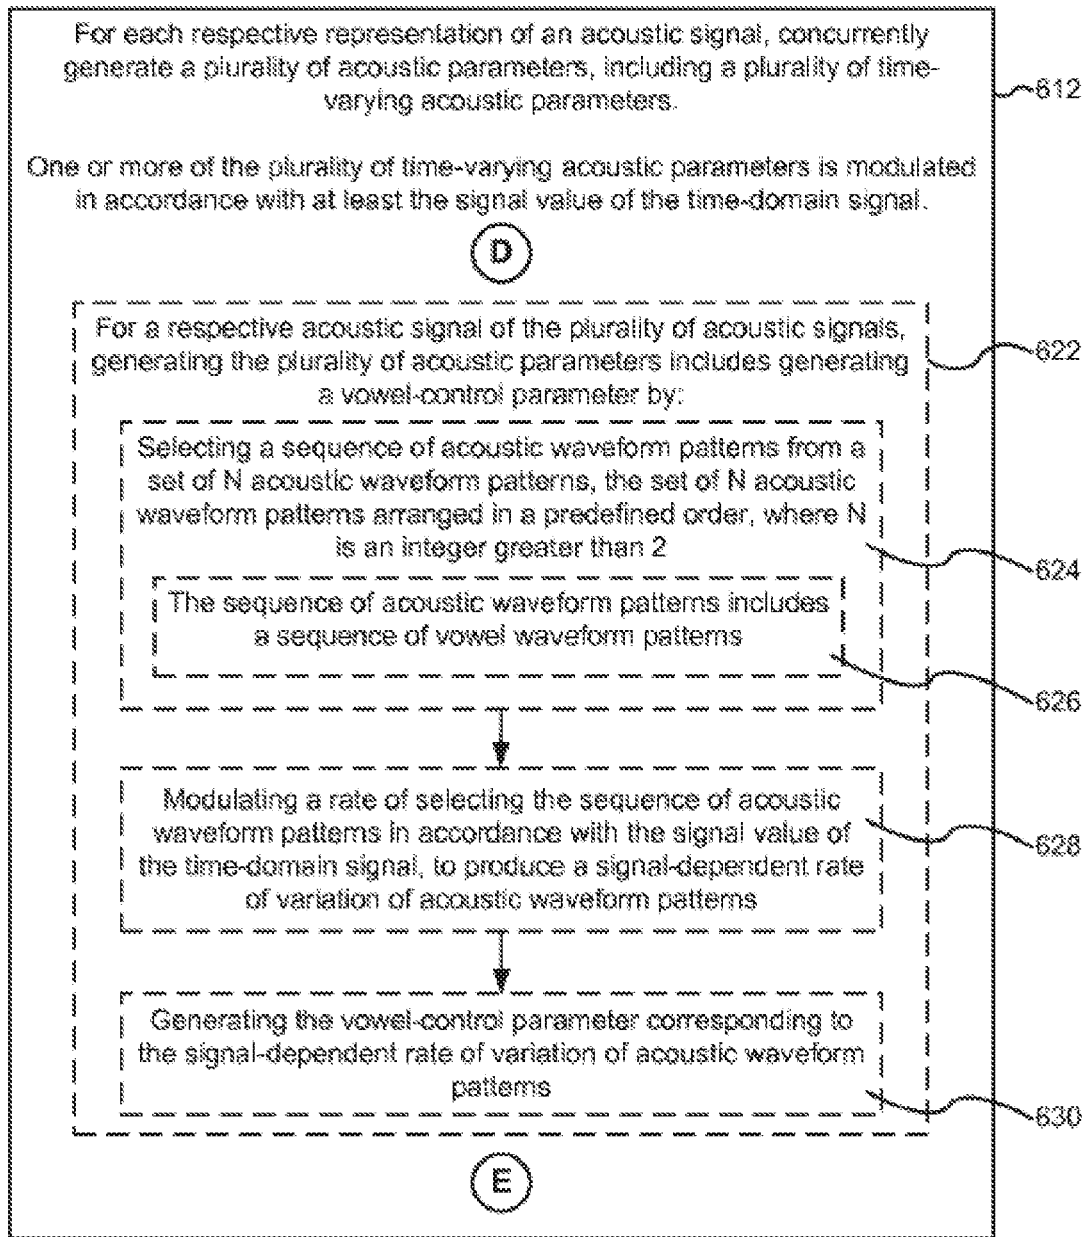 For each respective representation of an acoustic signal, concurrently
generate a plurality of acoustic parameters, including a plurality of time-
varying acoustic parameters.
612
One or more of the plurality of time-varying acoustic parameters is modulated
in accordance with at least the signal value of the time-domain signal.
D
For a respective acoustic signal of the plurality of acoustic signals,
generating the plurality of acoustic parameters includes generating
a vowel-control parameter by:
622
Selecting a sequence of acoustic waveform patterns from a
set of N acoustic waveform patterns, the set of N acoustic
waveform patterns arranged in a predefined order, where N
is an integer greater than 2
624
The sequence of acoustic waveform patterns includes
a sequence of vowel waveform patterns
626
Modulating a rate of selecting the sequence of acoustic
waveform patterns in accordance with the signal value of
the time-domain signal, to produce a signal-dependent rate
of variation of acoustic waveform patterns
628
Generating the vowel-control parameter corresponding to
the signal-dependent rate of variation of acoustic waveform
patterns
630
E